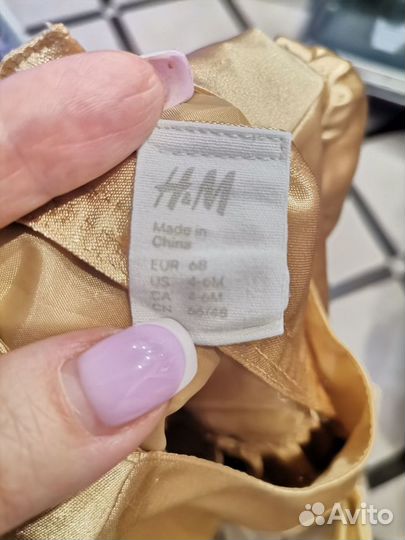 H&M
Made in
China
EUR 68
US 4-6M
CA 4-6M
CN 66/48
Avito